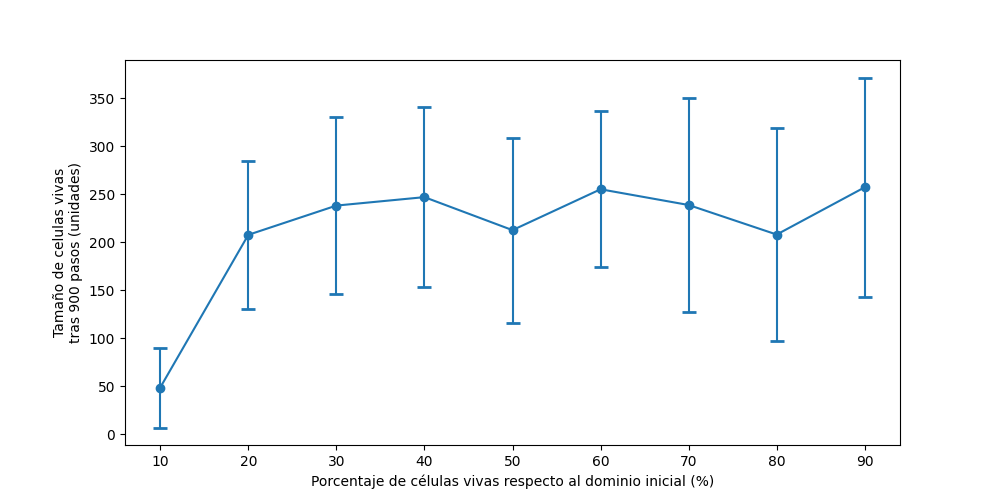 Tamaño de celulas vivas
tras 900 pasos (unidades)
350
300
250
200
150
100
50
0
10 20 30 40 50 60 70 80 90
Porcentaje de células vivas respecto al dominio inicial (%)